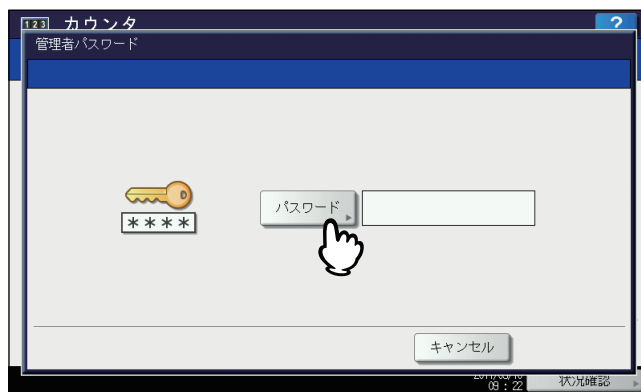 123 カウンタ
?
管理者パスワード
パスワード
****
キャンセル
09:22
状況確認